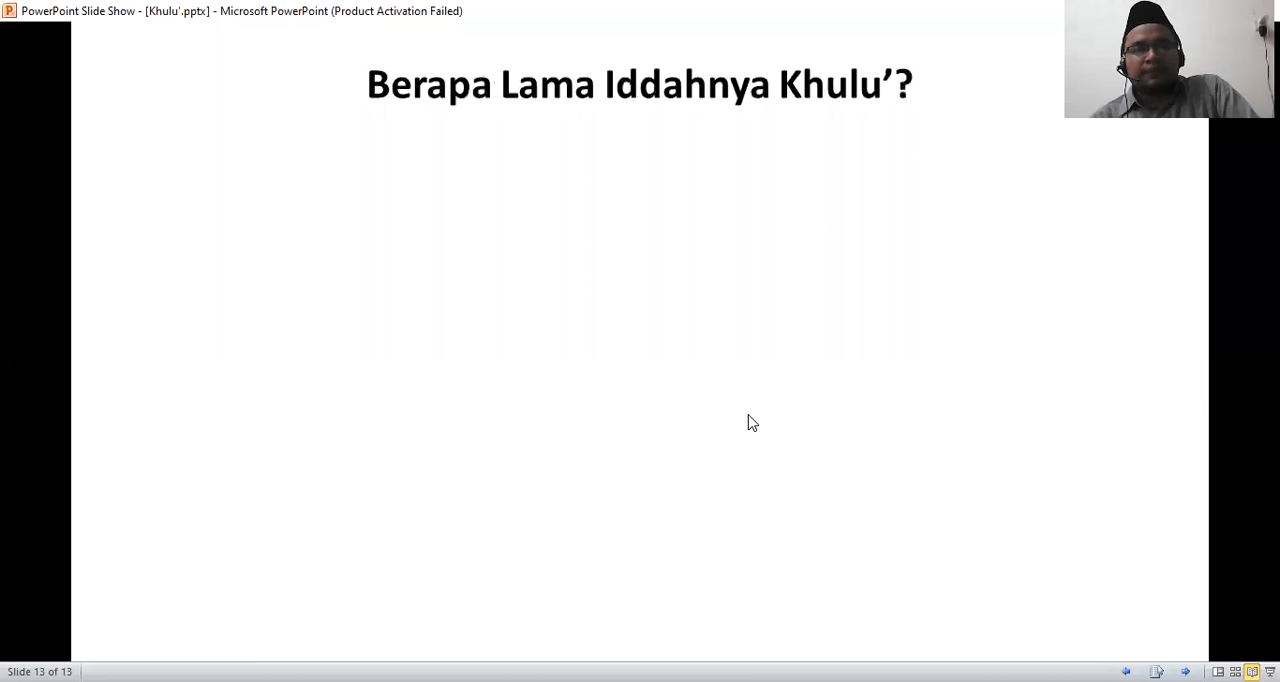 PowerPoint Slide Show - [Khulu'.pptx] - Microsoft PowerPoint (Product Activation Failed)
Berapa Lama Iddahnya Khulu’?
Slide 13 of 13